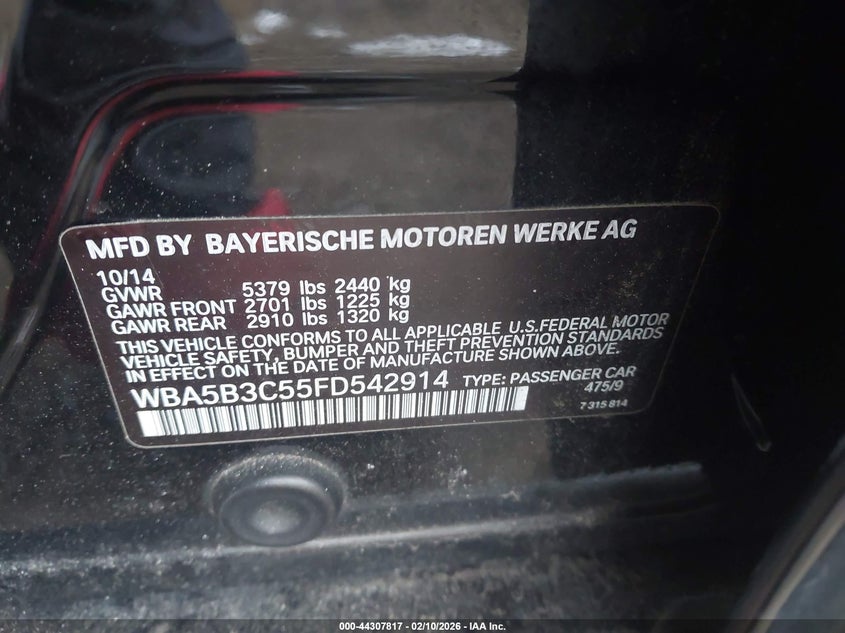 MFD BY BAYERISCHE MOTOREN WERKE AG
10/14
GVWR 5379 lbs 2440 kg
GAWR FRONT 2701 lbs 1225 kg
GAWR REAR 2910 lbs 1320 kg
THIS VEHICLE CONFORMS TO ALL APPLICABLE U.S.FEDERAL MOTOR
VEHICLE SAFETY, BUMPER AND THEFT PREVENTION STANDARDS
IN EFFECT ON THE DATE OF MANUFACTURE SHOWN ABOVE.
WBA5B3C55FD542914 TYPE: PASSENGER CAR
475/9
7 315 814
000-44307817 - 02/10/2026 - IAA Inc.